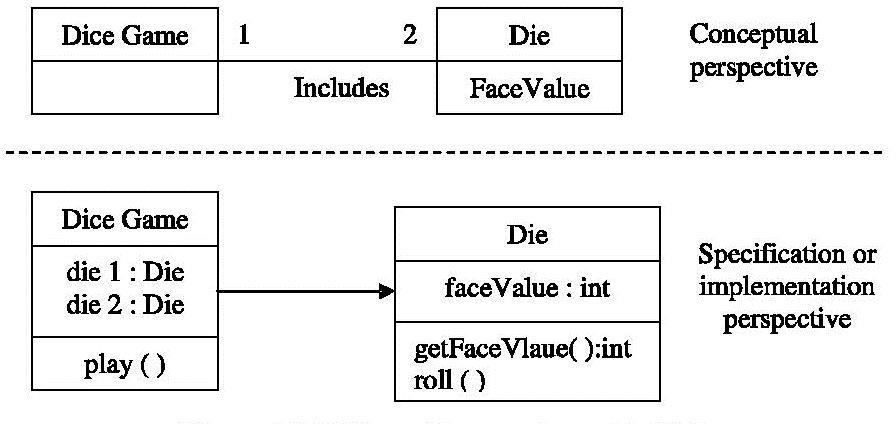 Dice Game
1
2
Die
Includes
FaceValue
Conceptual
perspective
Dice Game
die 1 : Die
die 2 : Die
play ( )
Die
faceValue : int
getFaceVlaue( ):int
roll ( )
Specification or
implementation
perspective